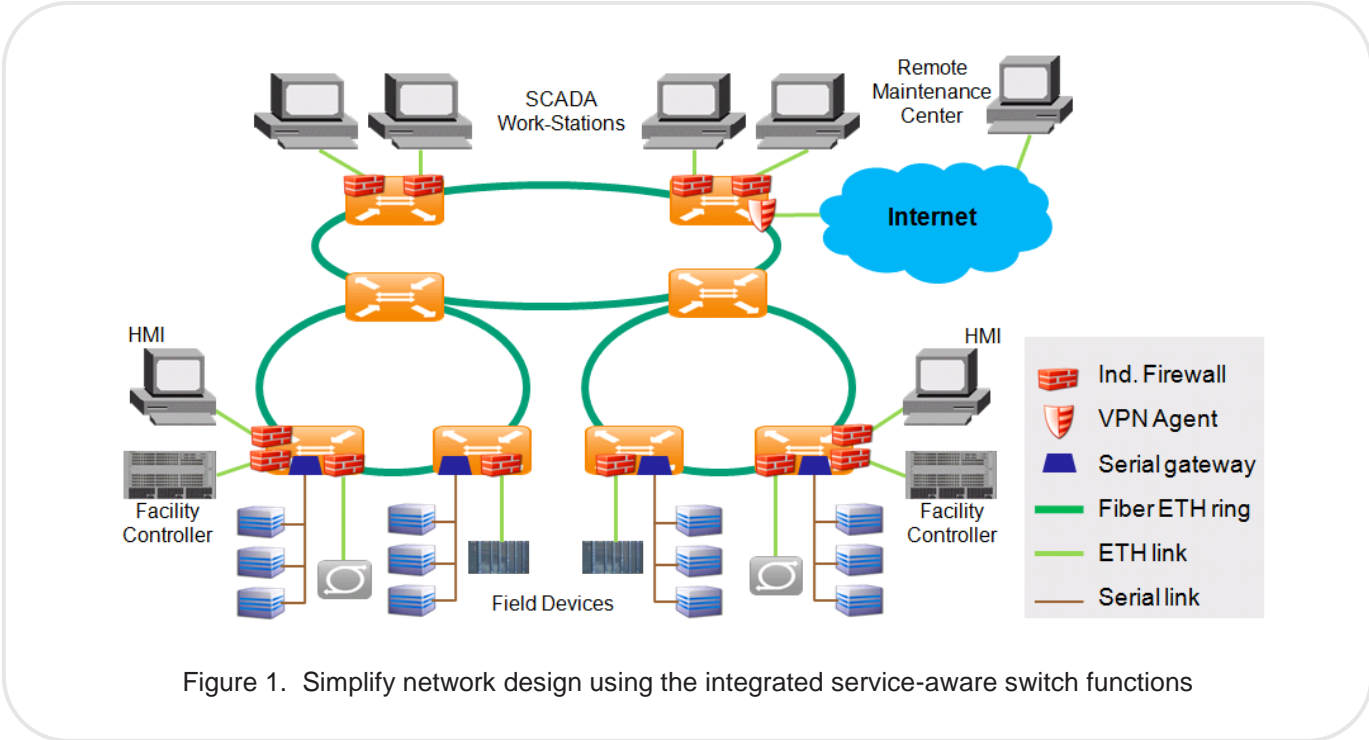 SCADA
Work-Stations
Remote
Maintenance
Center
Internet
HMI
HMI
Facility
Controller
Field Devices
Facility
Controller
Ind. Firewall
VPN Agent
Serial gateway
Fiber ETH ring
ETH link
Serial link
Figure 1. Simplify network design using the integrated service-aware switch functions